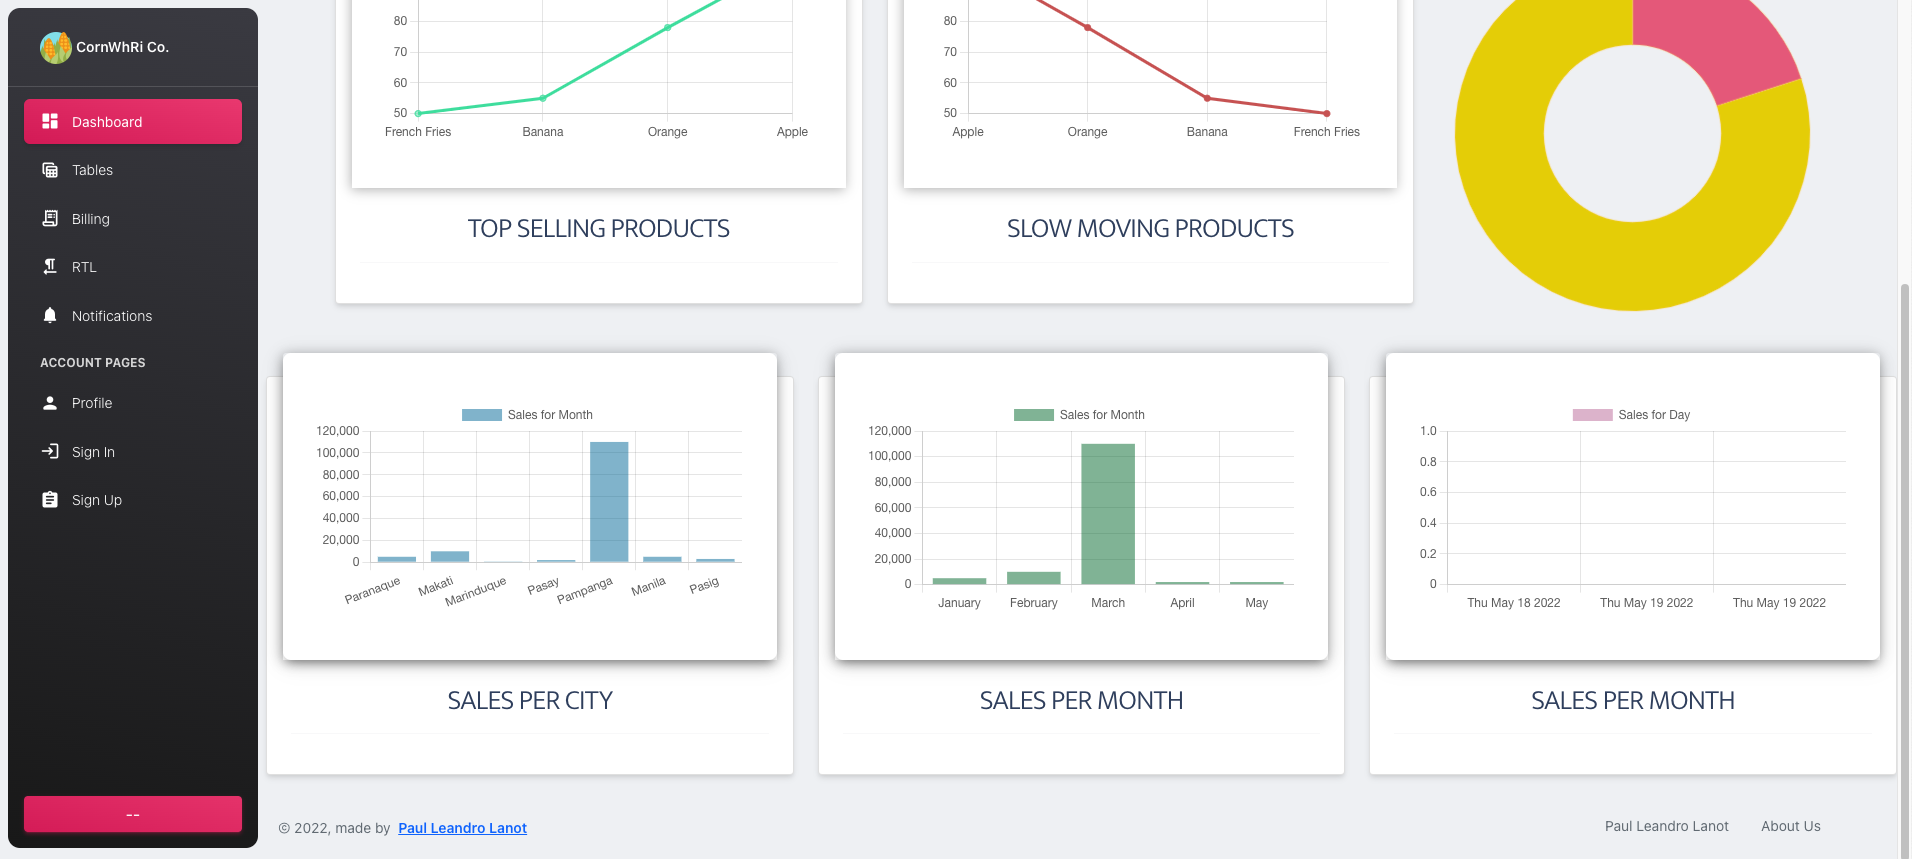 CornWhRi Co.
Dashboard
Tables
Billing
RTL
Notifications
ACCOUNT PAGES
Profile
Sign In
Sign Up
--
80
70
60
50
French Fries Banana Orange Apple
TOP SELLING PRODUCTS
80
70
60
50
Apple Orange Banana French Fries
SLOW MOVING PRODUCTS
Sales for Month
120,000
100,000
80,000
60,000
40,000
20,000
0
Paranaque Makati Marinduque Pasay Pampanga Manila Pasig
SALES PER CITY
Sales for Month
120,000
100,000
80,000
60,000
40,000
20,000
0
January February March April May
SALES PER MONTH
Sales for Day
1.0
0.8
0.6
0.4
0.2
0
Thu May 18 2022 Thu May 19 2022 Thu May 19 2022
SALES PER MONTH
© 2022, made by Paul Leandro Lanot
Paul Leandro Lanot About Us